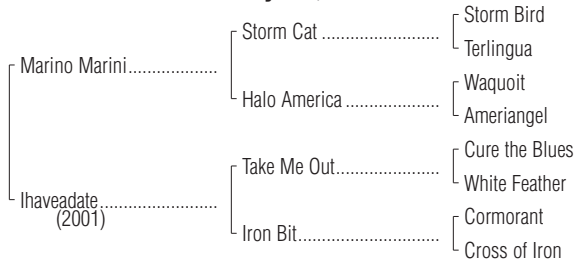 Storm Bird
Storm Cat
Terlingua
Marino Marini
Waquoit
Halo America
Ameriangel
Cure the Blues
Take Me Out
White Feather
Ihaveadate
(2001)
Cormorant
Iron Bit
Cross of Iron